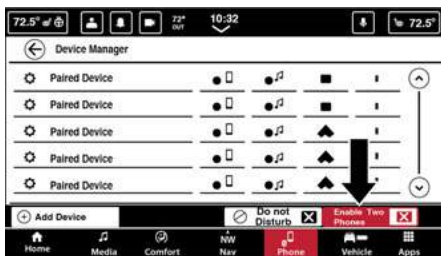 72.5° 72° OUT 10:32 72.5°
Device Manager
Paired Device
Paired Device
Paired Device
Paired Device
Paired Device
Add Device Do not Disturb X Enable Two Phones X
Home Media Comfort NW Nav Phone Vehicle Apps